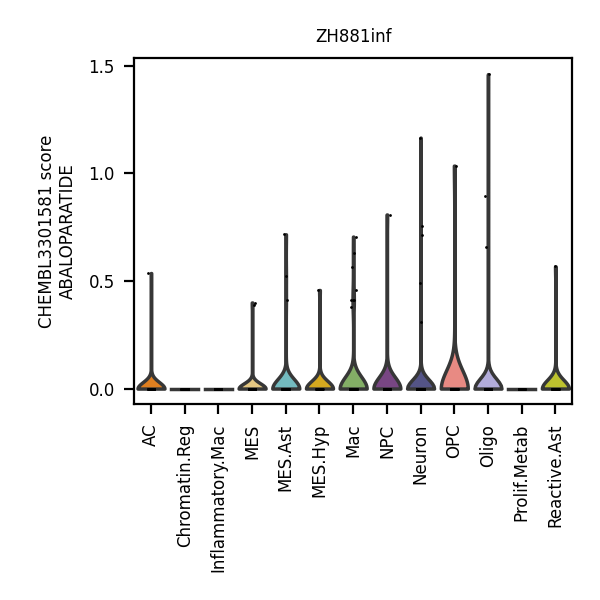 ZH881inf
CHEMBL3301581 score
ABALOPARATIDE
1.5
1.0
0.5
0.0
AC
Chromatin.Reg
Inflammatory.Mac
MES
MES.Ast
MES.Hyp
Mac
NPC
Neuron
OPC
Oligo
Prolif.Metab
Reactive.Ast